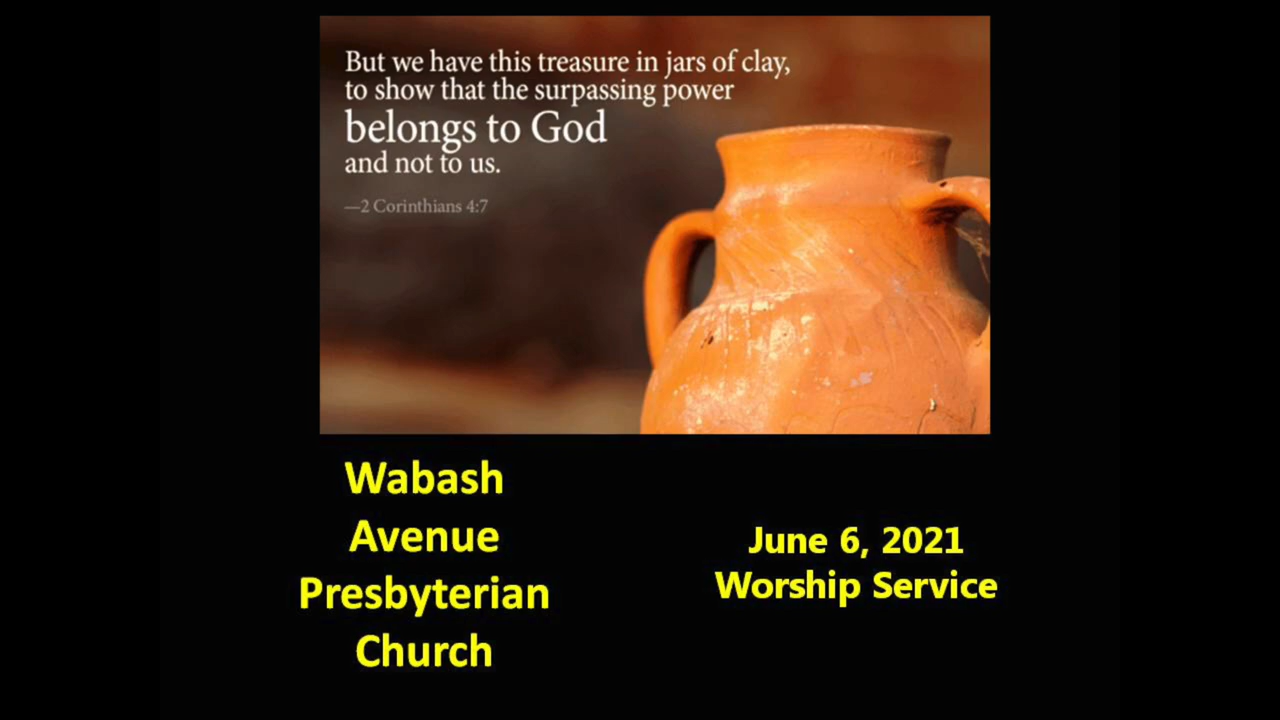 But we have this treasure in jars of clay,
to show that the surpassing power
belongs to God
and not to us.
—2 Corinthians 4:7
Wabash
Avenue
Presbyterian
Church
June 6, 2021
Worship Service